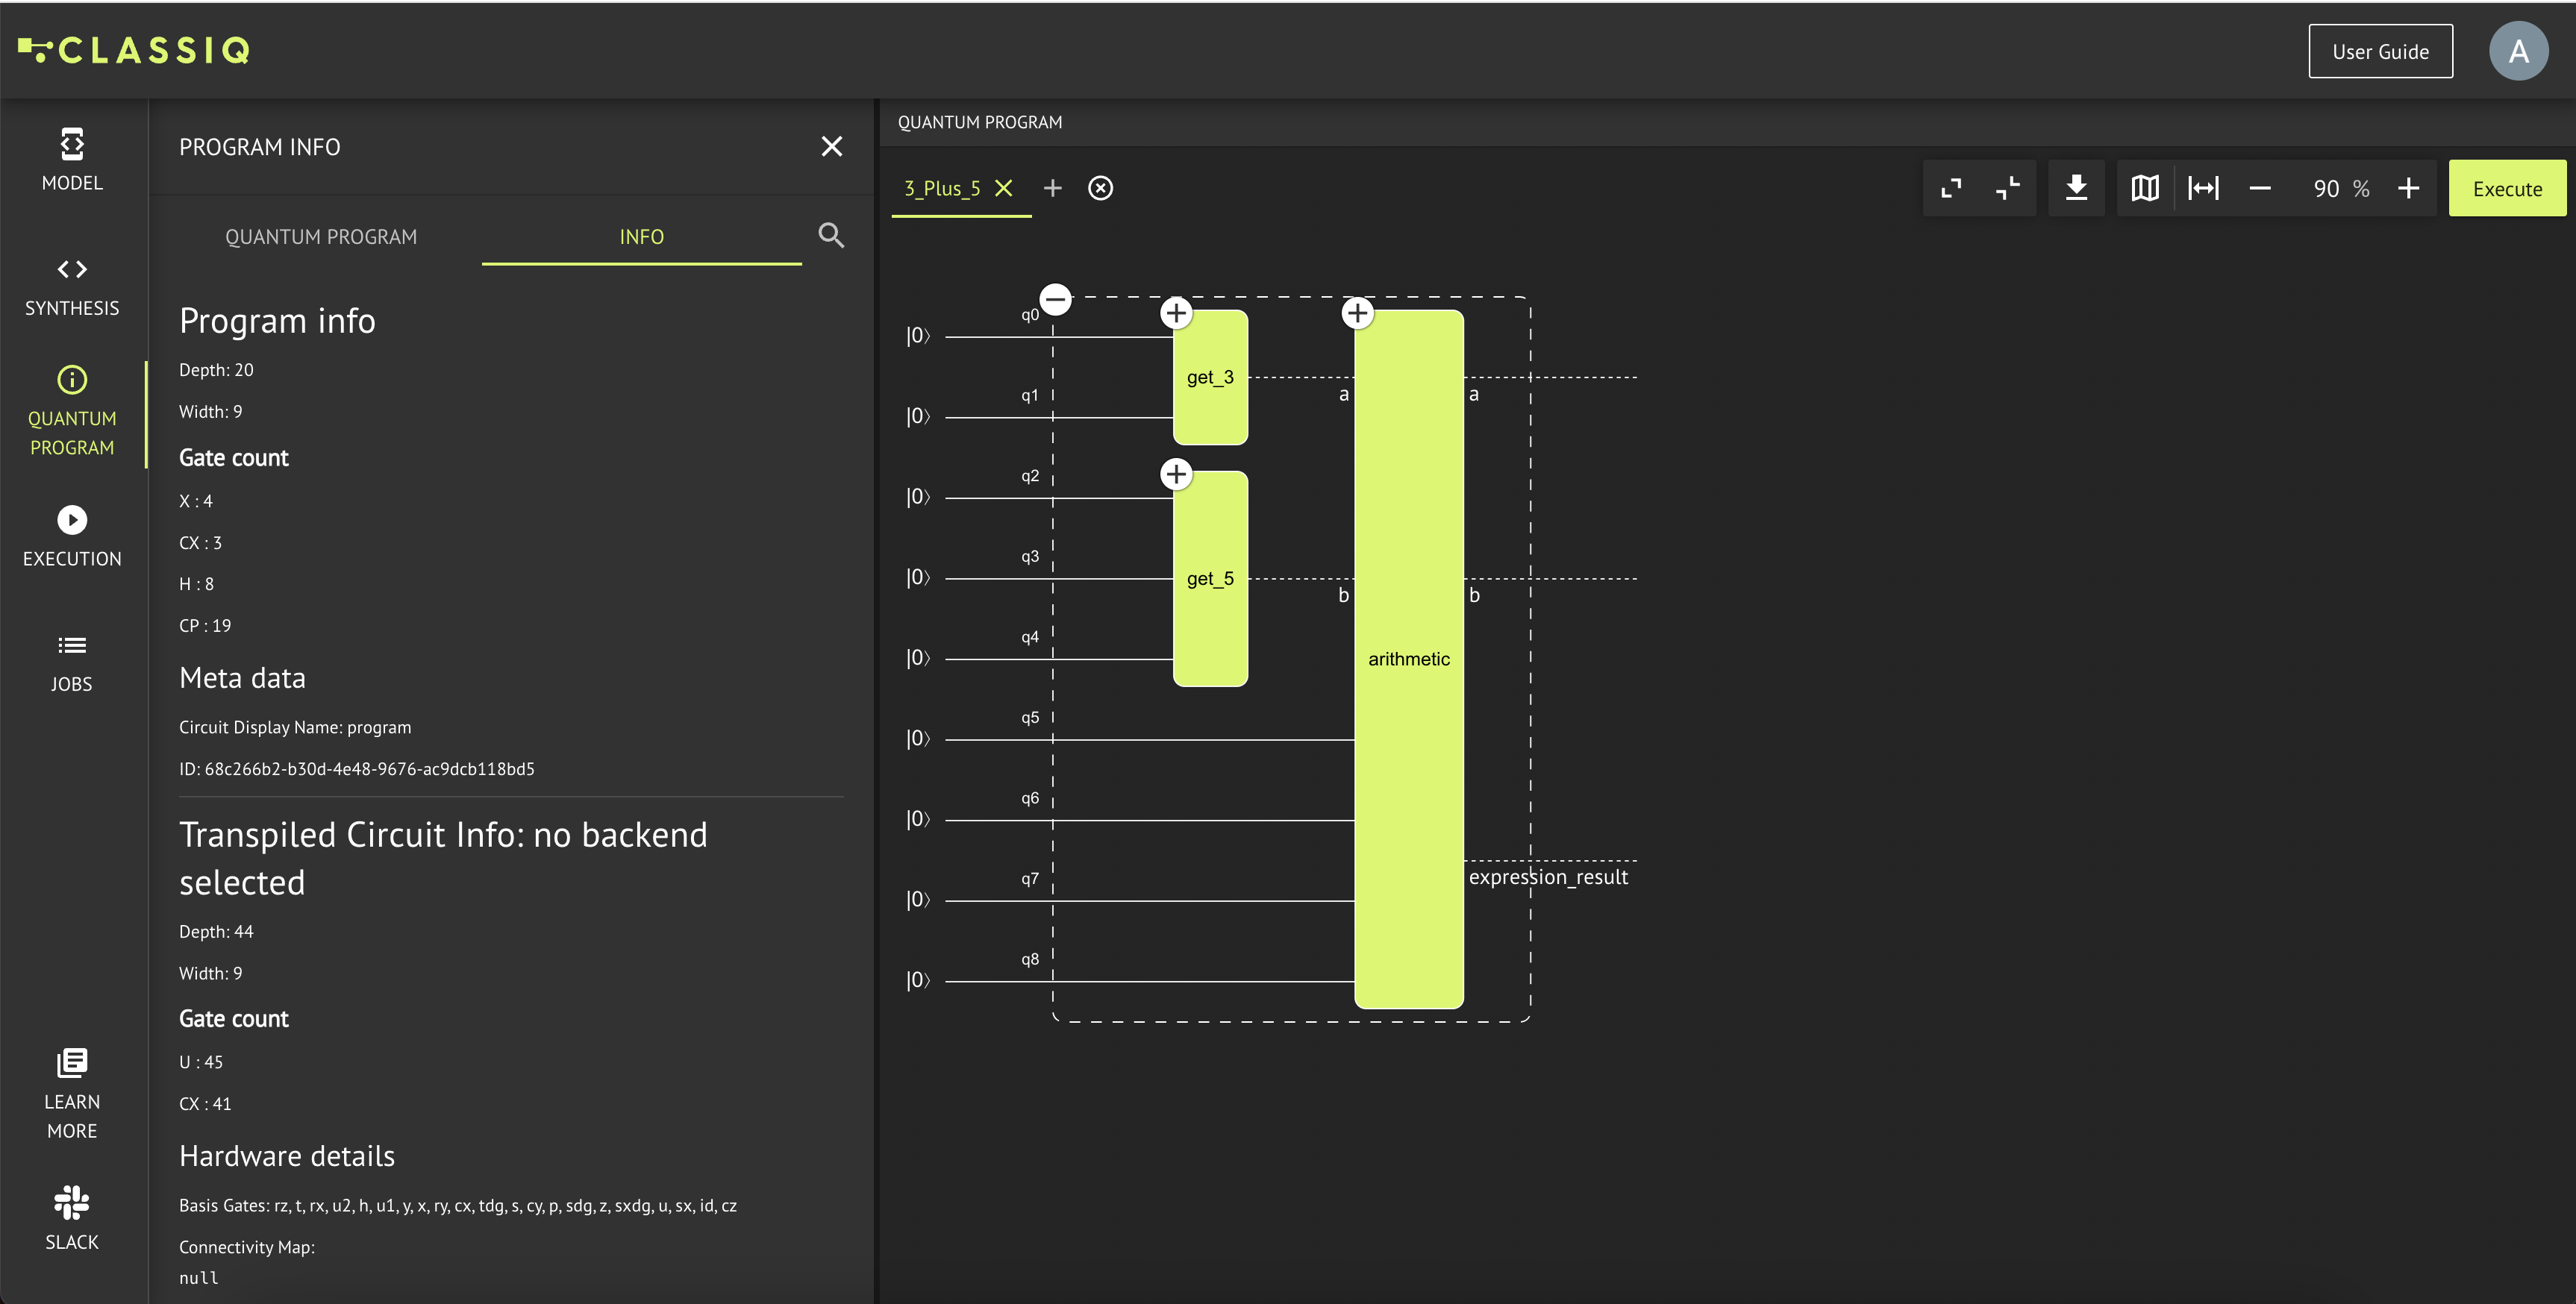 CLASSIQ
User Guide
A
MODEL
SYNTHESIS
QUANTUM
PROGRAM
EXECUTION
JOBS
LEARN
MORE
SLACK
PROGRAM INFO
QUANTUM PROGRAM
INFO
Program info
Depth: 20
Width: 9
Gate count
X : 4
CX : 3
H : 8
CP : 19
Meta data
Circuit Display Name: program
ID: 68c266b2-b30d-4e48-9676-ac9dcb118bd5
Transpiled Circuit Info: no backend
selected
Depth: 44
Width: 9
Gate count
U : 45
CX : 41
Hardware details
Basis Gates: rz, t, rx, u2, h, u1, y, x, ry, cx, tdg, s, cy, p, sdg, z, sxdg, u, sx, id, cz
Connectivity Map:
null
QUANTUM PROGRAM
3_Plus_5
90 %
Execute
q0
|0⟩
get_3
q1
a
a
|0⟩
q2
|0⟩
q3
|0⟩
get_5
b
b
q4
|0⟩
arithmetic
q5
|0⟩
q6
|0⟩
q7
expression_result
|0⟩
q8
|0⟩